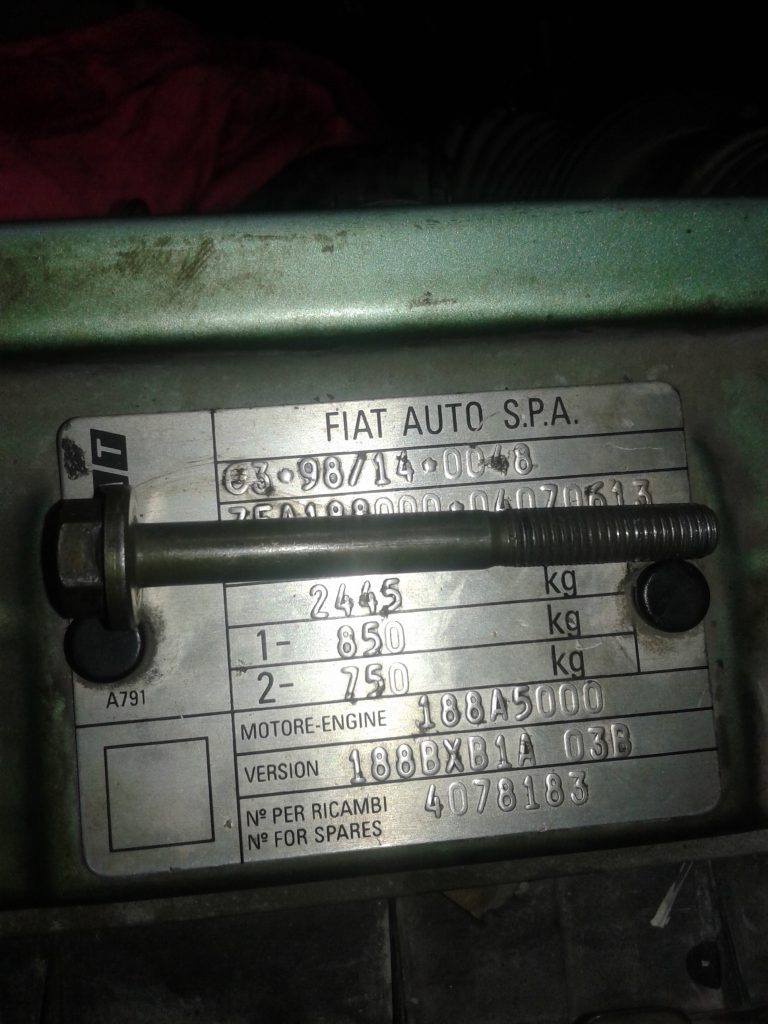 FIAT AUTO S.P.A.
e3*98/14*0048
2445 kg
1- 850 kg
2- 750 kg
A791
MOTORE-ENGINE 188A5000
VERSION 188BXB1A 03B
Nº PER RICAMBI
Nº FOR SPARES 4078183